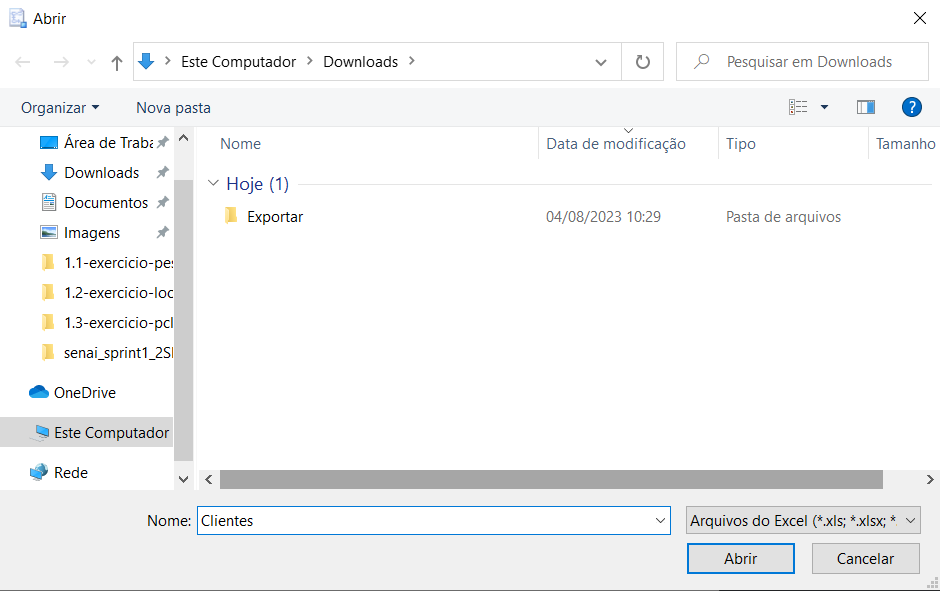 Abrir
Este Computador > Downloads >
Pesquisar em Downloads
Organizar
Nova pasta
?
Área de Traba
Downloads
Documentos
Imagens
1.1-exercicio-pes
1.2-exercicio-loc
1.3-exercicio-pcl
senai_sprint1_2SI
OneDrive
Este Computador
Rede
Nome
Data de modificação
Tipo
Tamanho
Hoje (1)
Exportar
04/08/2023 10:29
Pasta de arquivos
Nome:
Clientes
Arquivos do Excel (*.xls; *.xlsx; *.
Abrir
Cancelar